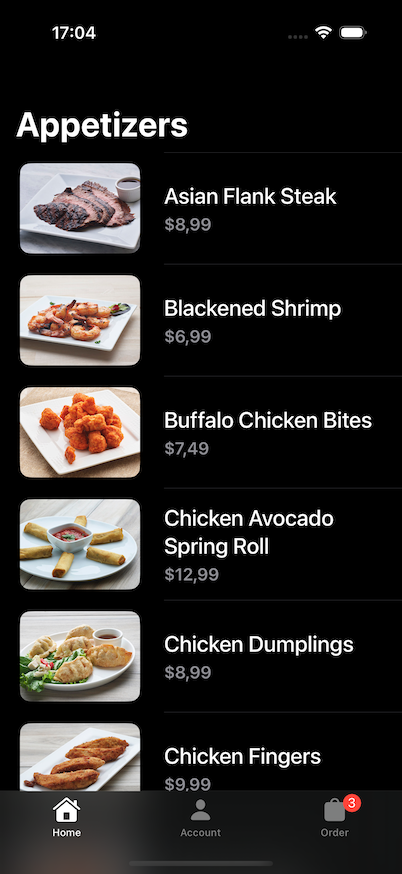 17:04
Appetizers
Asian Flank Steak
$8,99
Blackened Shrimp
$6,99
Buffalo Chicken Bites
$7,49
Chicken Avocado
Spring Roll
$12,99
Chicken Dumplings
$8,99
Chicken Fingers
$9,99
3
Home
Account
Order